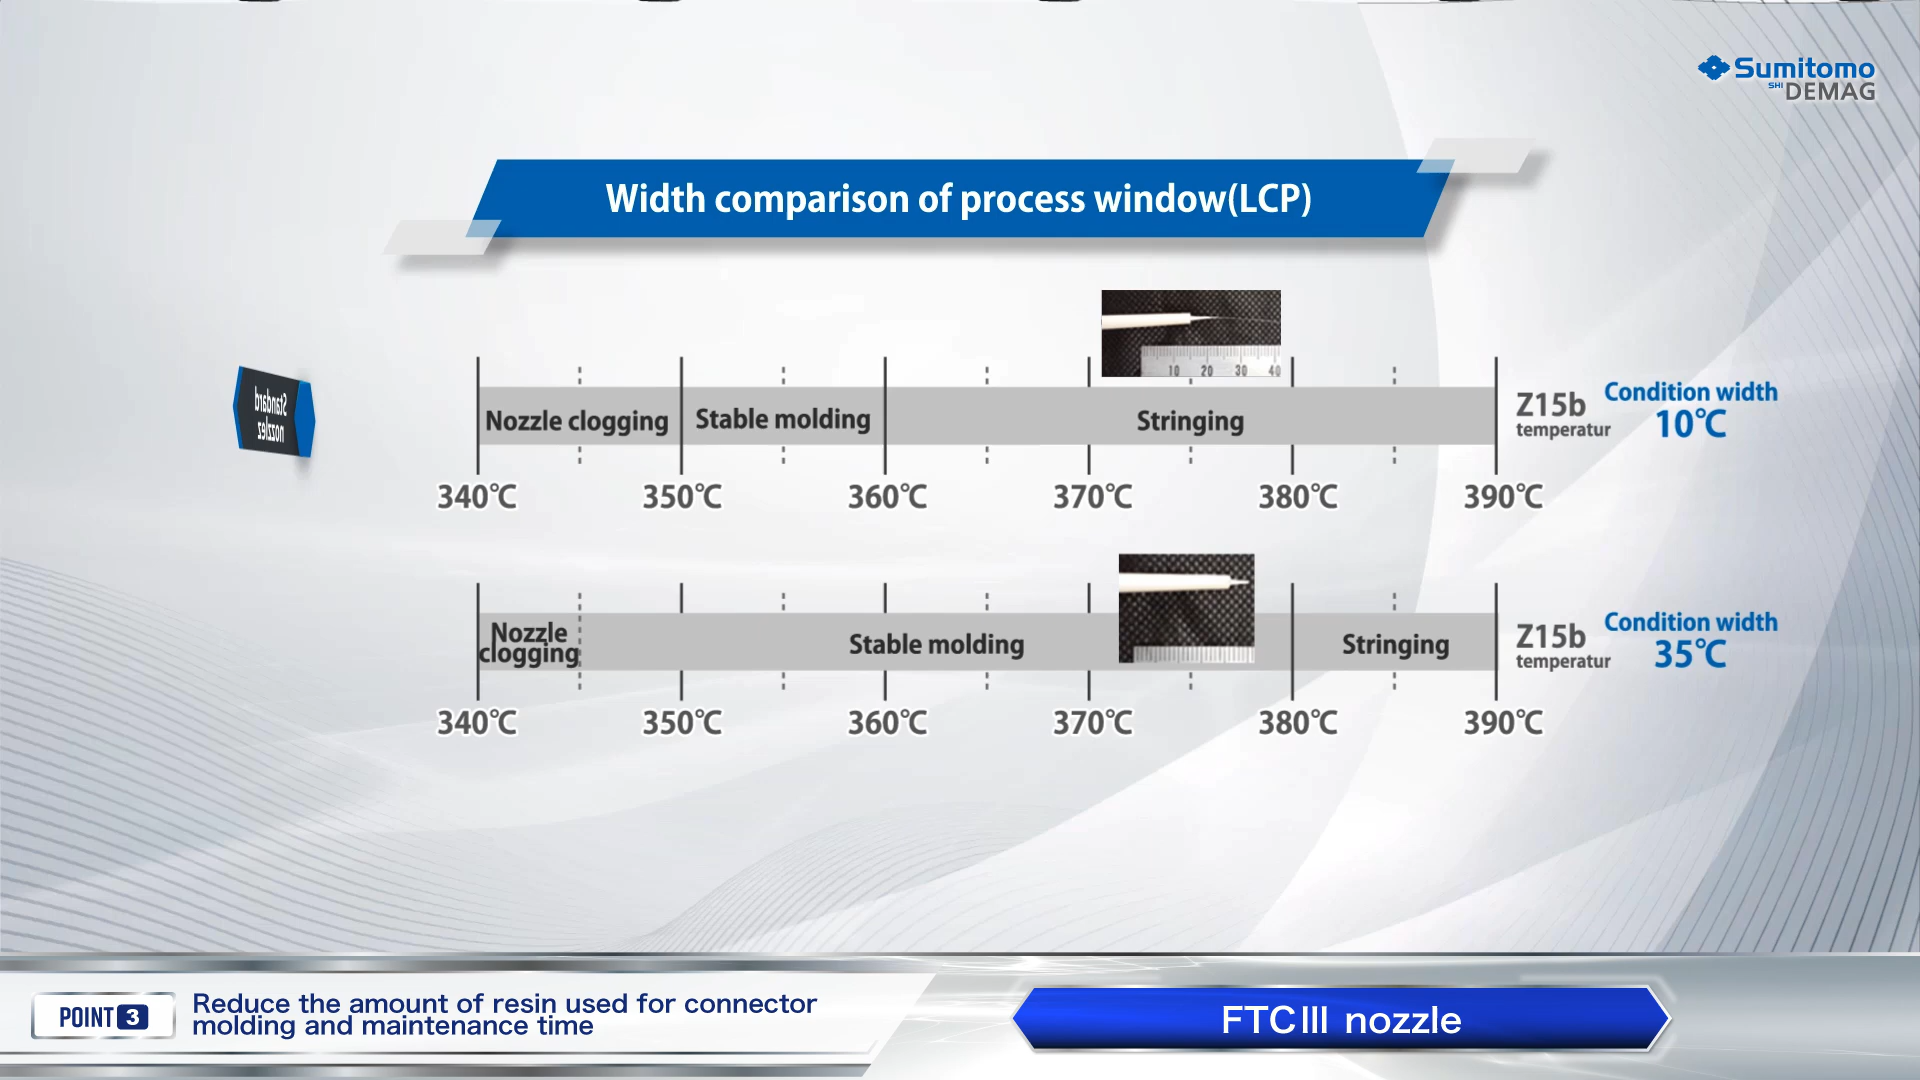 Sumitomo
SHI DEMAG
Width comparison of process window(LCP)
10 20 30 40
Standard
nozzlez
Nozzle clogging
Stable molding
Stringing
Z15b
temperatur
Condition width
10℃
340℃ 350℃ 360℃ 370℃ 380℃ 390℃
Nozzle
clogging
Stable molding
Stringing
Z15b
temperatur
Condition width
35℃
340℃ 350℃ 360℃ 370℃ 380℃ 390℃
POINT 3
Reduce the amount of resin used for connector
molding and maintenance time
FTCIII nozzle